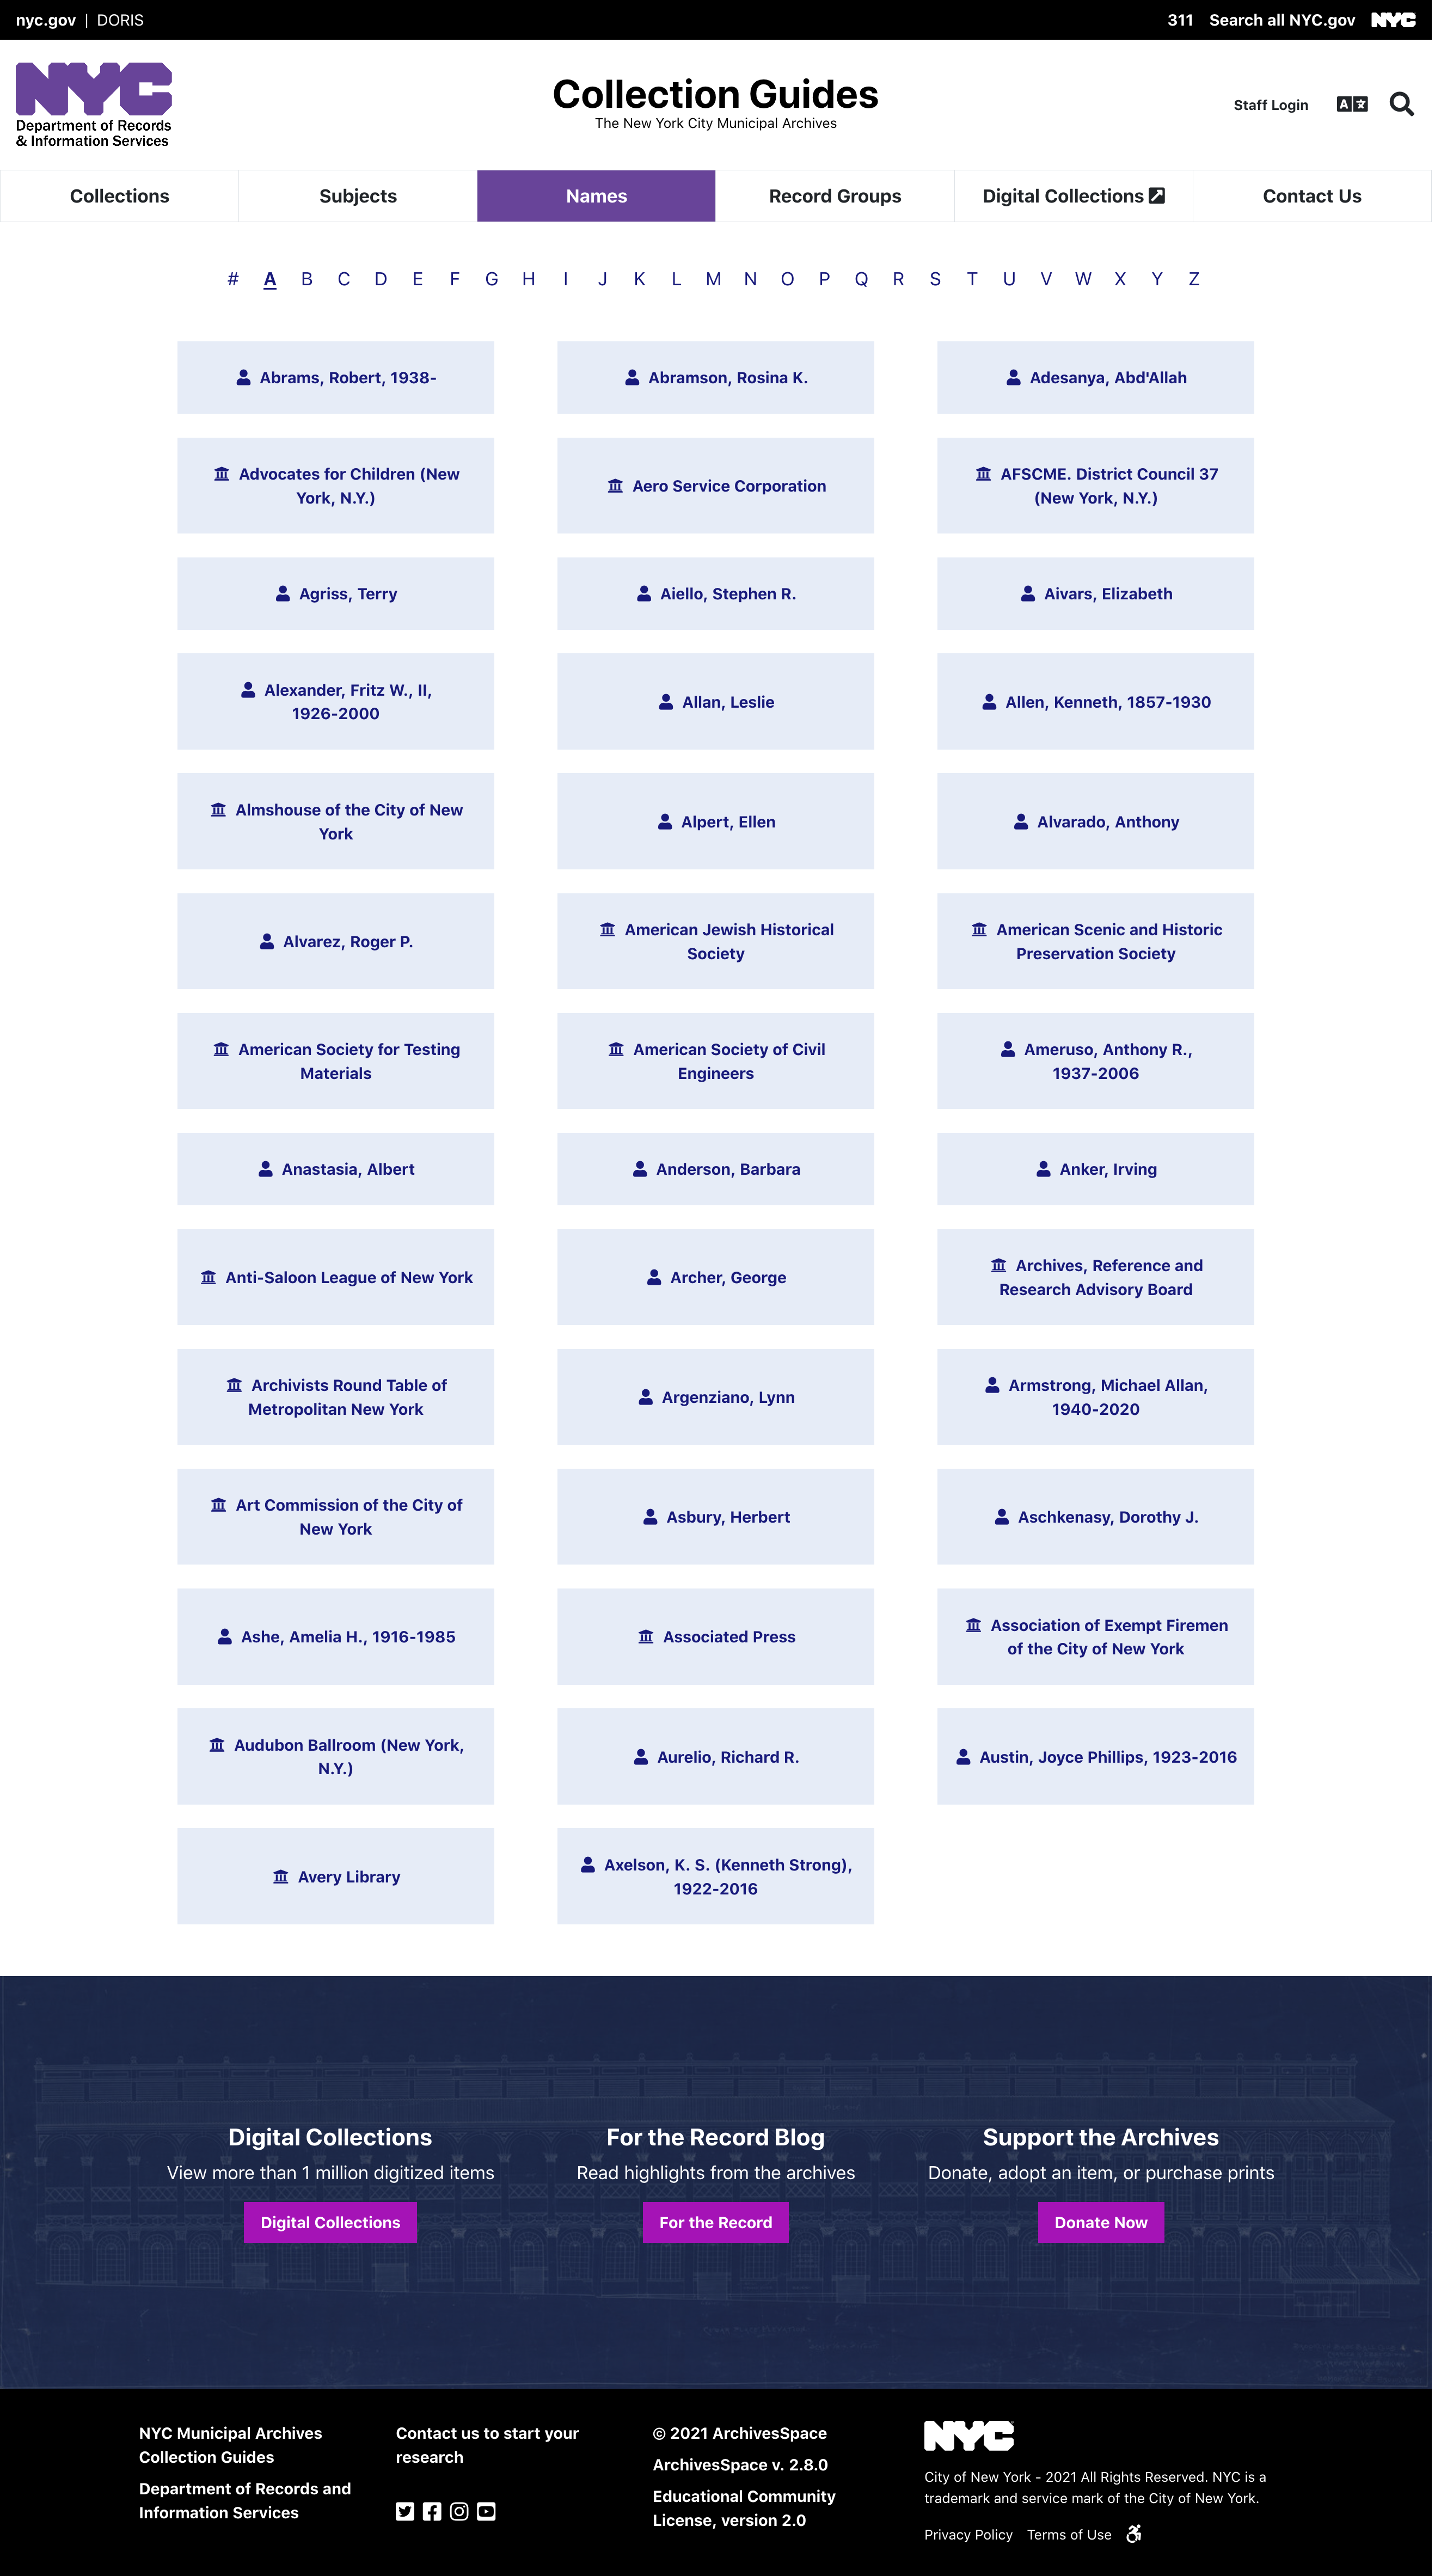 nyc.gov | DORIS
311 Search all NYC.gov NYC
NYC
Department of Records
& Information Services
Collection Guides
The New York City Municipal Archives
Staff Login
Collections
Subjects
Names
Record Groups
Digital Collections
Contact Us
# A B C D E F G H I J K L M N O P Q R S T U V W X Y Z
Abrams, Robert, 1938-
Abramson, Rosina K.
Adesanya, Abd'Allah
Advocates for Children (New
York, N.Y.)
Aero Service Corporation
AFSCME. District Council 37
(New York, N.Y.)
Agriss, Terry
Aiello, Stephen R.
Aivars, Elizabeth
Alexander, Fritz W., II,
1926-2000
Allan, Leslie
Allen, Kenneth, 1857-1930
Almshouse of the City of New
York
Alpert, Ellen
Alvarado, Anthony
Alvarez, Roger P.
American Jewish Historical
Society
American Scenic and Historic
Preservation Society
American Society for Testing
Materials
American Society of Civil
Engineers
Ameruso, Anthony R.,
1937-2006
Anastasia, Albert
Anderson, Barbara
Anker, Irving
Anti-Saloon League of New York
Archer, George
Archives, Reference and
Research Advisory Board
Archivists Round Table of
Metropolitan New York
Argenziano, Lynn
Armstrong, Michael Allan,
1940-2020
Art Commission of the City of
New York
Asbury, Herbert
Aschkenasy, Dorothy J.
Ashe, Amelia H., 1916-1985
Associated Press
Association of Exempt Firemen
of the City of New York
Audubon Ballroom (New York,
N.Y.)
Aurelio, Richard R.
Austin, Joyce Phillips, 1923-2016
Avery Library
Axelson, K. S. (Kenneth Strong),
1922-2016
Digital Collections
View more than 1 million digitized items
Digital Collections
For the Record Blog
Read highlights from the archives
For the Record
Support the Archives
Donate, adopt an item, or purchase prints
Donate Now
NYC Municipal Archives
Collection Guides
Department of Records and
Information Services
Contact us to start your
research
© 2021 ArchivesSpace
ArchivesSpace v. 2.8.0
Educational Community
License, version 2.0
NYC
City of New York - 2021 All Rights Reserved. NYC is a
trademark and service mark of the City of New York.
Privacy Policy Terms of Use